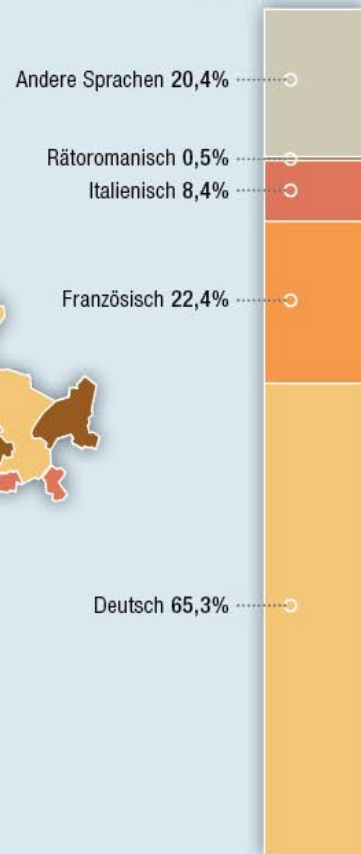 Andere Sprachen 20,4%
Rätoromanisch 0,5%
Italienisch 8,4%
Französisch 22,4%
Deutsch 65,3%